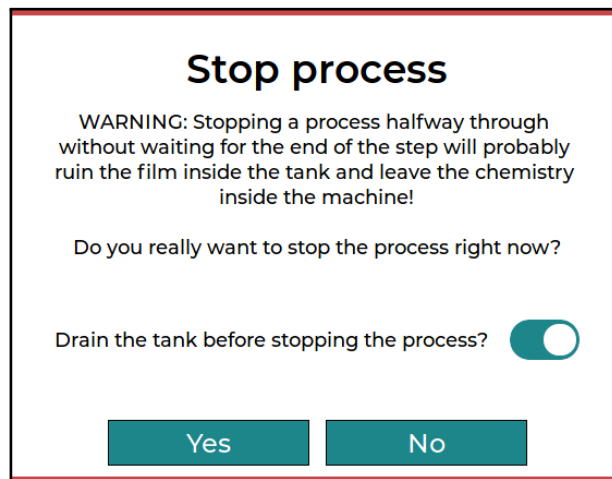 Stop process
WARNING: Stopping a process halfway through
without waiting for the end of the step will probably
ruin the film inside the tank and leave the chemistry
inside the machine!
Do you really want to stop the process right now?
Drain the tank before stopping the process?
Yes
No